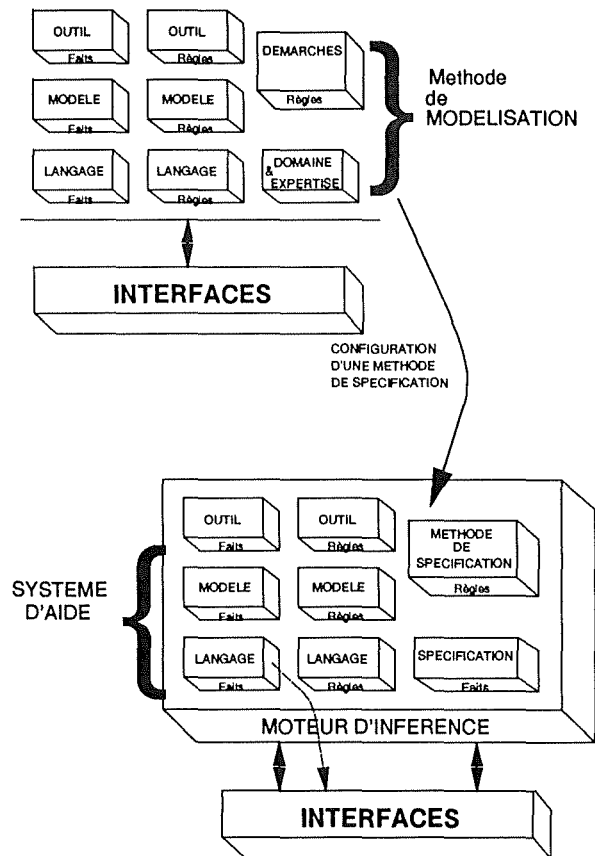 OUTIL
Faits
OUTIL
Règles
DEMARCHES
Règles
MODELE
Faits
MODELE
Règles
LANGAGE
Faits
LANGAGE
Règles
DOMAINE
&
EXPERTISE
Methode
de
MODELISATION
INTERFACES
CONFIGURATION
D'UNE METHODE
DE SPECIFICATION
SYSTEME
D'AIDE
OUTIL
Faits
OUTIL
Règles
METHODE
DE
SPECIFICATION
Règles
MODELE
Faits
MODELE
Règles
LANGAGE
Faits
LANGAGE
Règles
SPECIFICATION
Faits
MOTEUR D'INFERENCE
INTERFACES